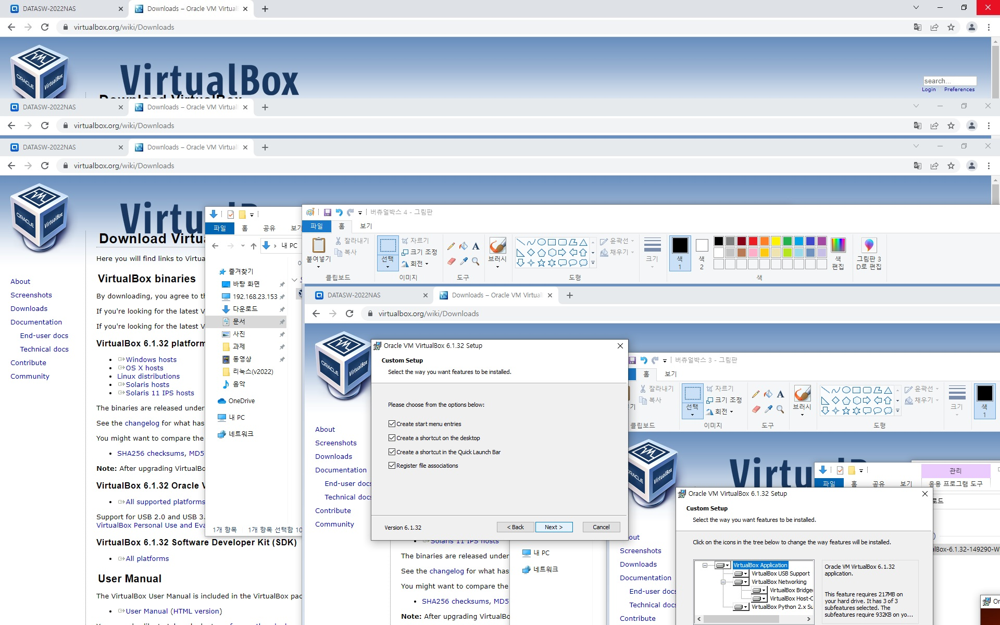 DATASW-2022NAS
Downloads – Oracle VM Virtual
virtualbox.org/wiki/Downloads
ORACLE
VirtualBox
VirtualBox
search...
Login Preferences
Download VirtualBox
DATASW-2022NAS
Downloads – Oracle VM Virtual
virtualbox.org/wiki/Downloads
DATASW-2022NAS
Downloads – Oracle VM Virtual
virtualbox.org/wiki/Downloads
ORACLE
VirtualBox
Download Virtu
Here you will find links to Virtua
VirtualBox binaries
By downloading, you agree to th
If you're looking for the latest V
If you're looking for the latest V
VirtualBox 6.1.32 platform
Windows hosts
OS X hosts
Linux distributions
Solaris hosts
Solaris 11 IPS hosts
The binaries are released under
See the changelog for what has
You might want to compare the
SHA256 checksums, MD5
Note: After upgrading VirtualBo
VirtualBox 6.1.32 Oracle V
All supported platforms
Support for USB 2.0 and USB 3.
VirtualBox Personal Use and Eva
VirtualBox 6.1.32 Software Developer Kit (SDK)
All platforms
User Manual
The VirtualBox User Manual is included in the VirtualBox pac
User Manual (HTML version)
About
Screenshots
Downloads
Documentation
End-user docs
Technical docs
Contribute
Community
파일 홈 공유 보기
내 PC
즐겨찾기
바탕 화면
192.168.23.153
다운로드
문서
사진
과제
동영상
리눅스(v2022)
음악
OneDrive
내 PC
네트워크
1개 항목 1개 항목 선택함 10
버츄얼박스 4 - 그림판
파일 홈 보기
붙여넣기
잘라내기
복사
클립보드
선택
자르기
크기 조정
회전
이미지
도구
브러시
윤곽선
채우기
도형
크기
색 1
색 2
색 편집
그림판 3D로 편집
색
DATASW-2022NAS
Downloads – Oracle VM Virtual
virtualbox.org/wiki/Downloads
ORACLE
VirtualBox
About
Screenshots
Downloads
Documentation
End-user docs
Technical doc
Contribute
Community
Oracle VM VirtualBox 6.1.32 Setup
Custom Setup
Select the way you want features to be installed.
Please choose from the options below:
Create start menu entries
Create a shortcut on the desktop
Create a shortcut in the Quick Launch Bar
Register file associations
Version 6.1.32
< Back
Next >
Cancel
Solaris 11 IPS hosts
The binaries are released under
See the changelog for what has
You might want to compare the
SHA256 checksums, MD5
Note: After upgrading VirtualBo
내 PC
네트워크
버츄얼박스 3 - 그림판
홈 보기
잘라내기
복사
클립보드
선택
자르기
크기 조정
회전
이미지
도구
브러시
윤곽선
채우기
도형
크기
색 1
ORACLE
VirtualBox
out
Screenshots
Downloads
Documentation
End-user docs
Technical docs
Contribute
파일 홈 공유 보기
관리
응용 프로그램 도구
로드
alBox-6.1.32-149290-W
Oracle VM VirtualBox 6.1.32 Setup
Custom Setup
Select the way you want features to be installed.
Click on the icons in the tree below to change the way features will be installed.
VirtualBox Application
VirtualBox USB Support
VirtualBox Networking
VirtualBox Bridge
VirtualBox Host-O
VirtualBox Python 2.x Su
Oracle VM VirtualBox 6.1.32
application.
This feature requires 217MB on
your hard drive. It has 3 of 3
subfeatures selected. The
subfeatures require 932KB on yo...
Or